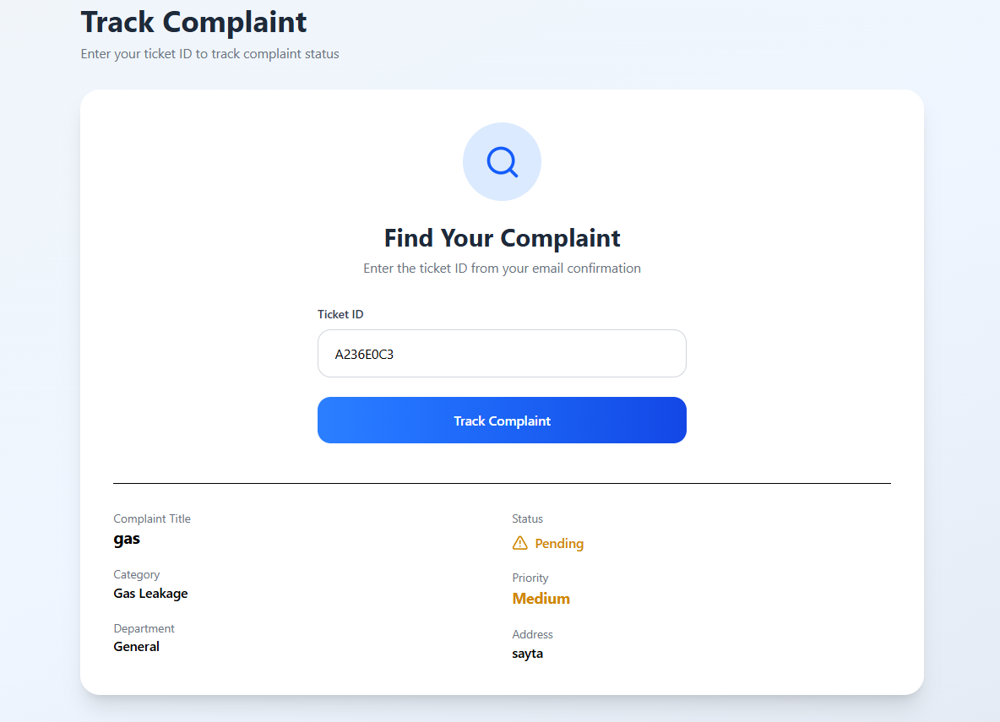 Track Complaint
Enter your ticket ID to track complaint status
Find Your Complaint
Enter the ticket ID from your email confirmation
Ticket ID
A236E0C3
Track Complaint
Complaint Title
gas
Category
Gas Leakage
Department
General
Status
Pending
Priority
Medium
Address
sayta